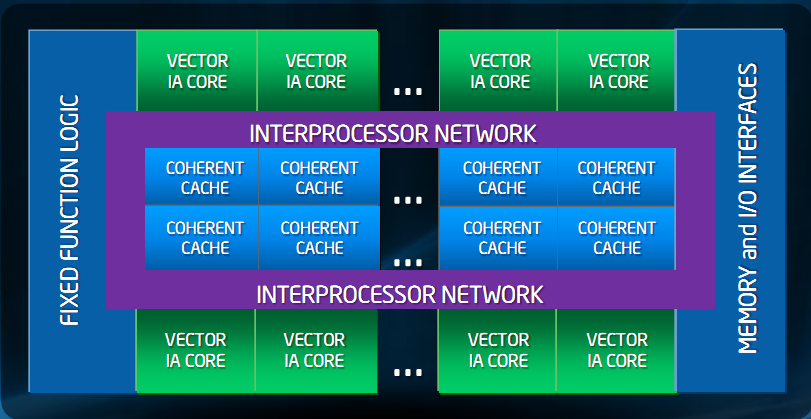 FIXED FUNCTION LOGIC
VECTOR IA CORE
VECTOR IA CORE
...
VECTOR IA CORE
VECTOR IA CORE
INTERPROCESSOR NETWORK
COHERENT CACHE
COHERENT CACHE
...
COHERENT CACHE
COHERENT CACHE
COHERENT CACHE
COHERENT CACHE
...
COHERENT CACHE
COHERENT CACHE
INTERPROCESSOR NETWORK
VECTOR IA CORE
VECTOR IA CORE
...
VECTOR IA CORE
VECTOR IA CORE
MEMORY and I/O INTERFACES